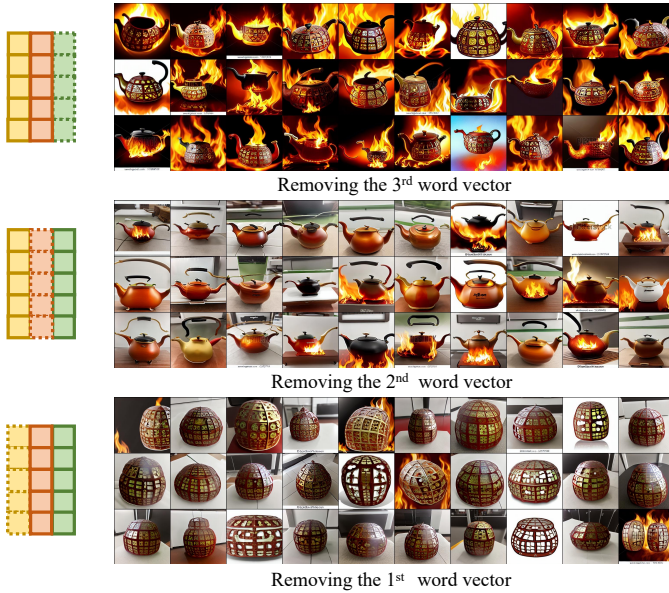 Removing the 3rd word vector
Removing the 2nd word vector
Removing the 1st word vector